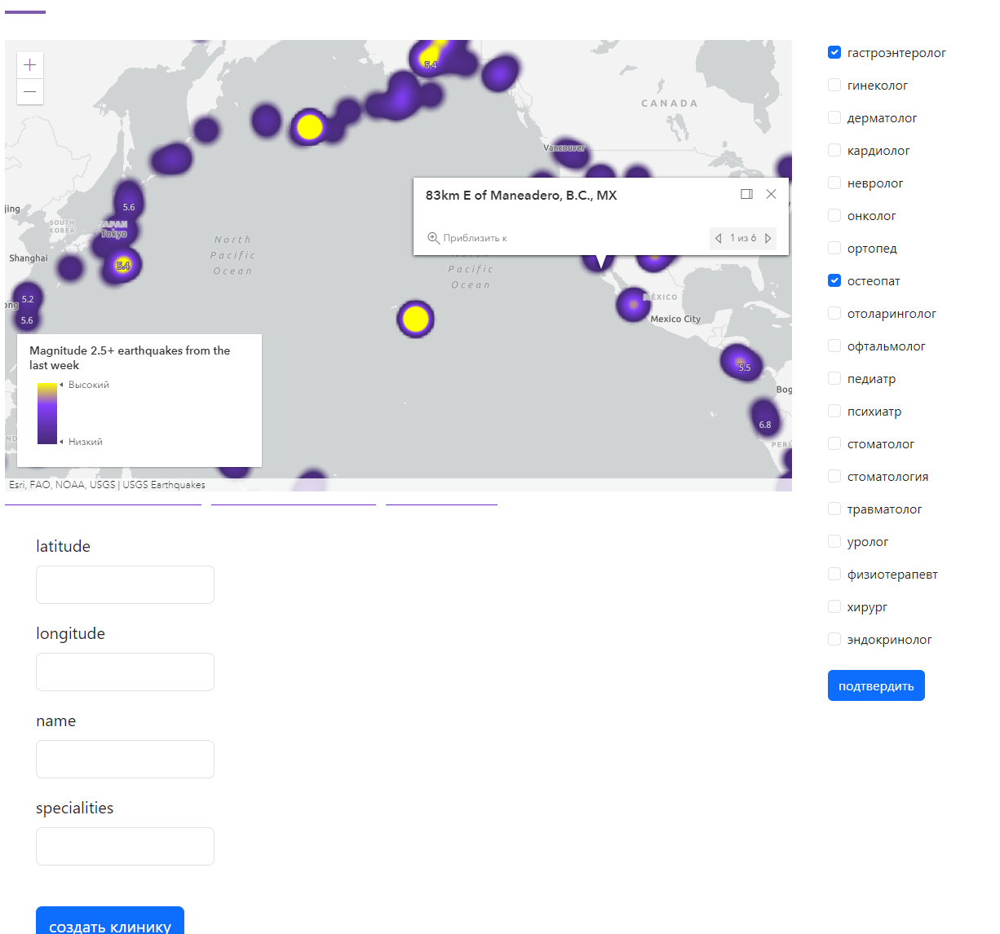 5.4
CANADA
Vancouver
5.6
83km E of Maneadero, B.C., MX
jing
SOUTH
KOREA
JAPAN
Tokyo
Приблизить к
1 из 6
North
Pacific
Ocean
Shanghai
5.4
North
Pacific
Ocean
5.2
ong
5.6
MÉXICO
Mexico City
Magnitude 2.5+ earthquakes from the
last week
Высокий
Низкий
5.5
Bog
6.8
PERÚ
ND
Esri, FAO, NOAA, USGS | USGS Earthquakes
latitude
longitude
name
specialities
создать клинику
гастроэнтеролог
гинеколог
дерматолог
кардиолог
невролог
онколог
ортопед
остеопат
отоларинголог
офтальмолог
педиатр
психиатр
стоматолог
стоматология
травматолог
уролог
физиотерапевт
хирург
эндокринолог
подтвердить